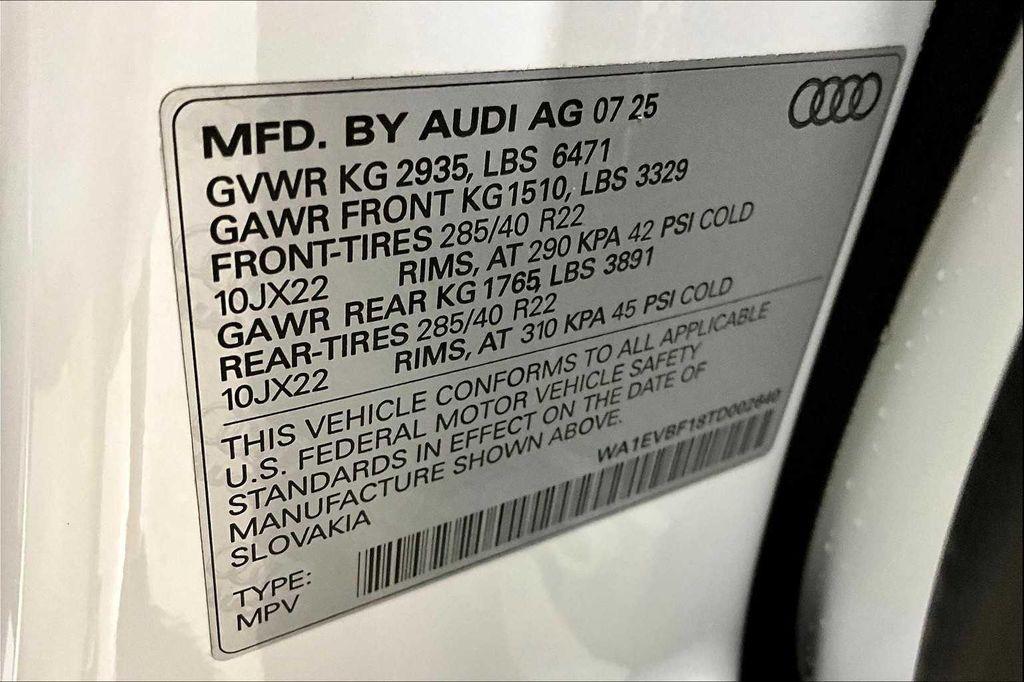 MFD. BY AUDI AG 07 25
GVWR KG 2935, LBS 6471
GAWR FRONT KG 1510, LBS 3329
FRONT-TIRES 285/40 R22
10JX22 RIMS, AT 290 KPA 42 PSI COLD
GAWR REAR KG 1765, LBS 3891
REAR-TIRES 285/40 R22
10JX22 RIMS, AT 310 KPA 45 PSI COLD
THIS VEHICLE CONFORMS TO ALL APPLICABLE
U.S. FEDERAL MOTOR VEHICLE SAFETY
STANDARDS IN EFFECT ON THE DATE OF
MANUFACTURE SHOWN ABOVE.
SLOVAKIA
WA1EVBF18TD002640
TYPE:
MPV